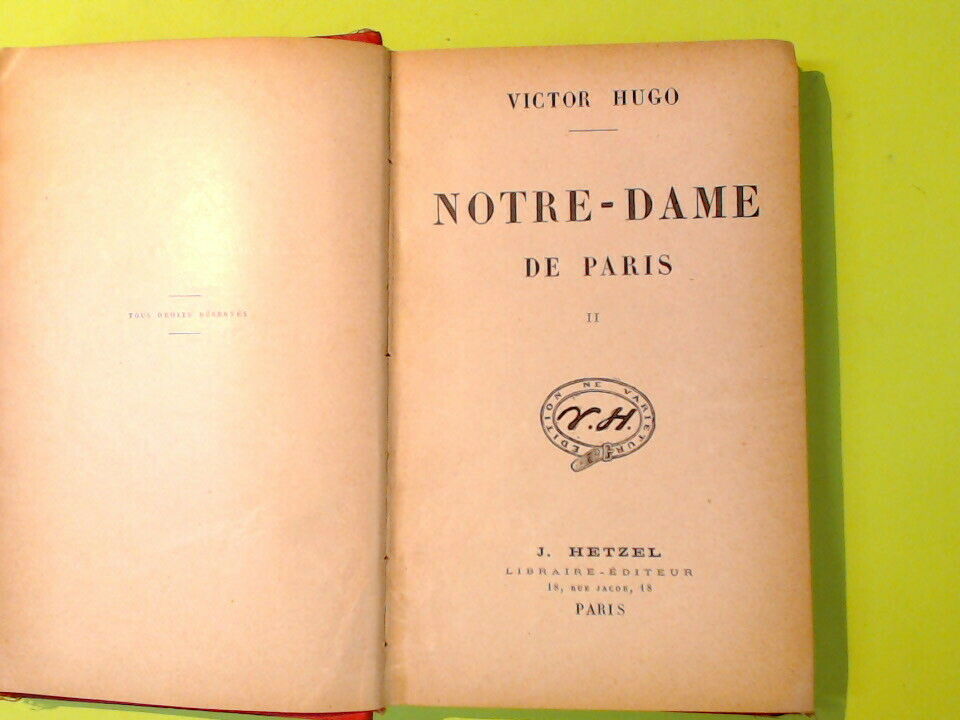 TOUS DROITS RÉSERVÉS
VICTOR HUGO
NOTRE-DAME
DE PARIS
II
ÉDITION NE VARIETUR
V.H.
J. HETZEL
LIBRAIRE-ÉDITEUR
18, RUE JACOB, 18
PARIS